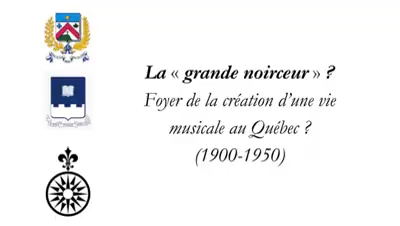 La « grande noirceur » ?
Foyer de la création d'une vie
musicale au Québec ?
(1900-1950)